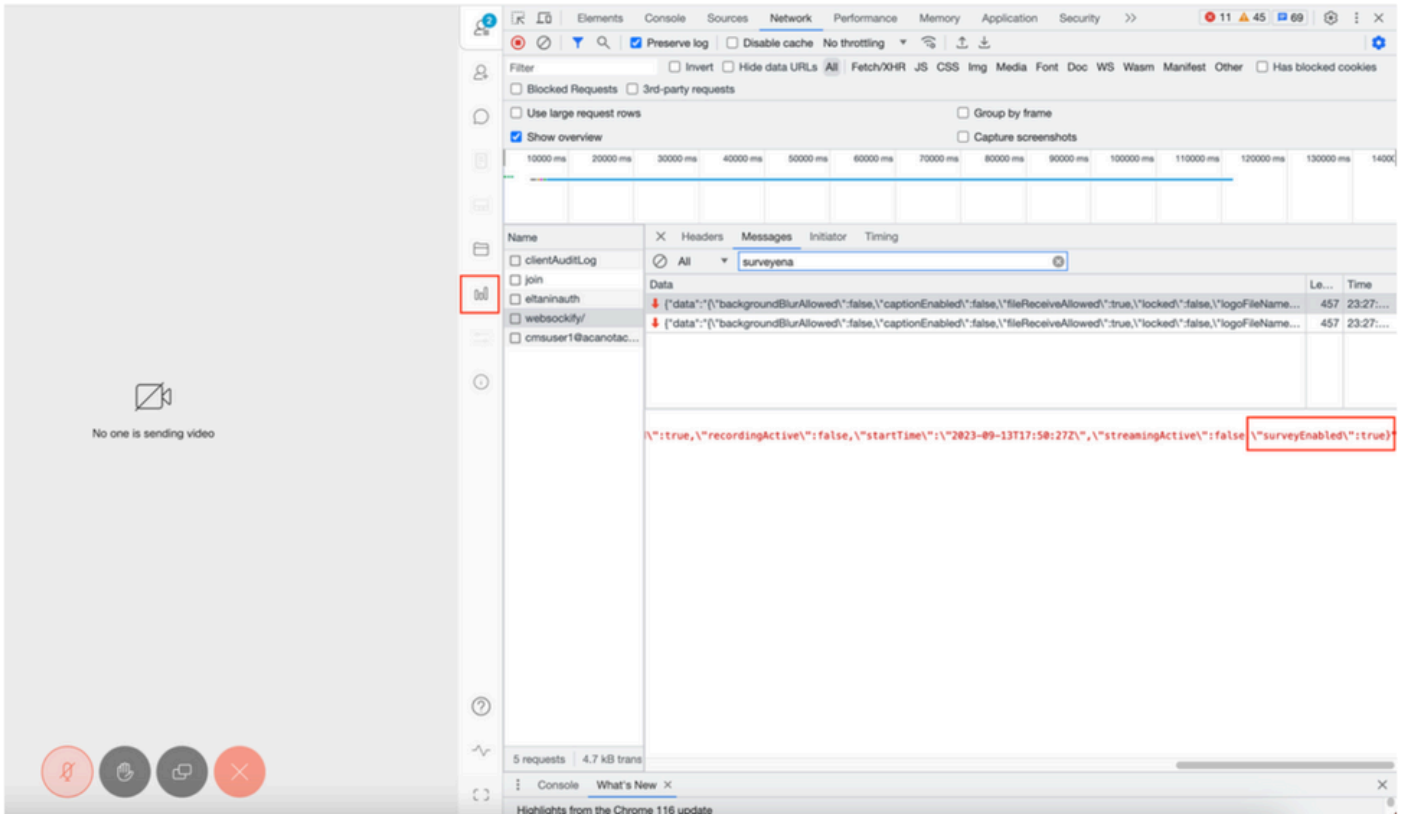 2
Elements Console Sources Network Performance Memory Application Security >> 11 45 69
Preserve log Disable cache No throttling
Filter Invert Hide data URLs All Fetch/XHR JS CSS Img Media Font Doc WS Wasm Manifest Other Has blocked cookies
Blocked Requests 3rd-party requests
Use large request rows Group by frame
Show overview Capture screenshots
10000 ms 20000 ms 30000 ms 40000 ms 50000 ms 60000 ms 70000 ms 80000 ms 90000 ms 100000 ms 110000 ms 120000 ms 130000 ms 1400
Name Headers Messages Initiator Timing
clientAuditLog All surveyena
join Data Le... Time
eltaninauth {"data":"{\"backgroundBlurAllowed\":false,\"captionEnabled\":false,\"fileReceiveAllowed\":true,\"locked\":false,\"logoFileName... 457 23:27:...
websockify/ {"data":"{\"backgroundBlurAllowed\":false,\"captionEnabled\":false,\"fileReceiveAllowed\":true,\"locked\":false,\"logoFileName... 457 23:27:...
cmsuser1@acanotac...
No one is sending video
\":true,\"recordingActive\":false,\"startTime\":\"2023-09-13T17:50:27Z\",\"streamingActive\":false \"surveyEnabled\":true}"
5 requests 4.7 kB trans
Console What's New
Highlights from the Chrome 116 update